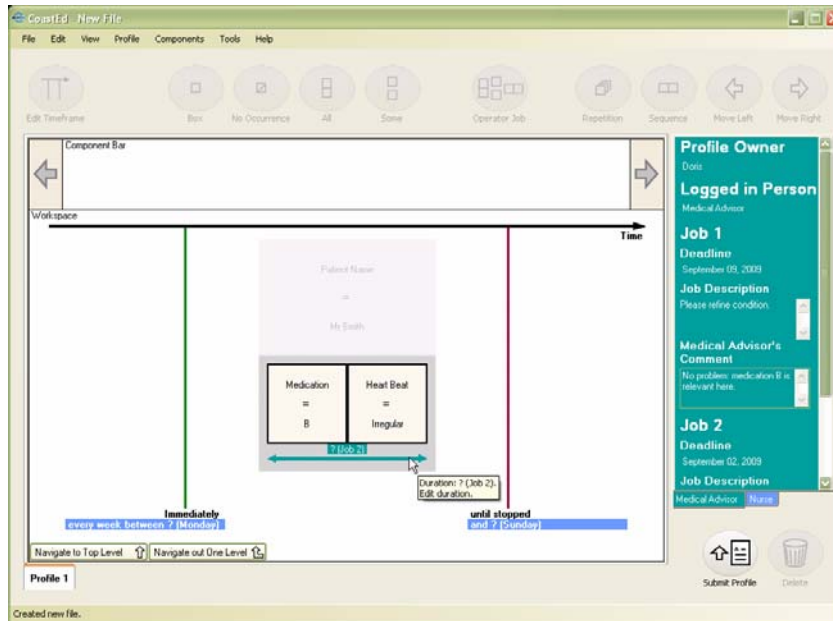 CoastEd - New File
File Edit View Profile Components Tools Help
Edit Timeframe Box No Occurrence All Some Operator Job Repetition Sequence Move Left Move Right
Component Bar
Workspace
Time
Patient Name
=
My Smith
Medication
=
B
Heart Beat
=
Irregular
? (Job 2)
Duration: ? (Job 2).
Edit duration.
Immediately
every week between ? (Monday)
until stopped
and ? (Sunday)
Navigate to Top Level Navigate out One Level
Profile 1
Created new file.
Profile Owner
Doris
Logged in Person
Medical Advisor
Job 1
Deadline
September 09, 2009
Job Description
Please refine condition.
Medical Advisor's
Comment
No problem: medication B is
relevant here.
Job 2
Deadline
September 02, 2009
Job Description
Medical Advisor Nurse
Submit Profile Delete